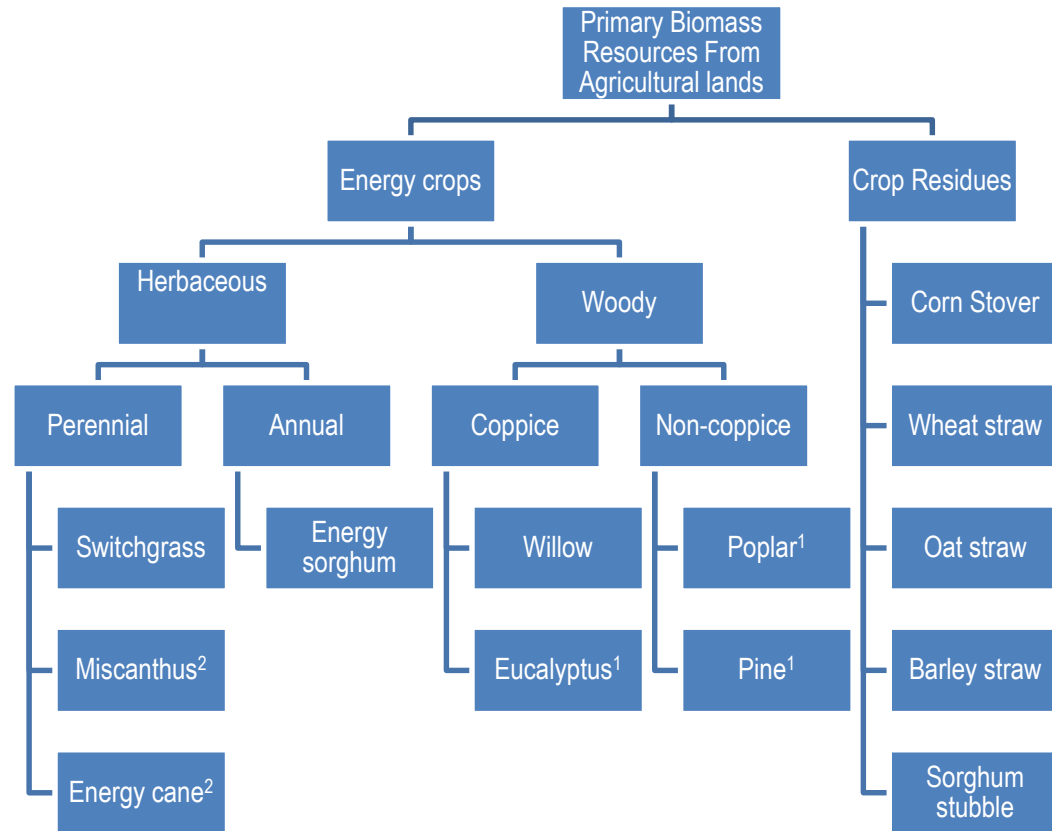 Primary Biomass
Resources From
Agricultural lands
Energy crops
Crop Residues
Herbaceous
Woody
Corn Stover
Perennial
Annual
Coppice
Non-coppice
Wheat straw
Switchgrass
Energy
sorghum
Willow
Poplar¹
Oat straw
Miscanthus²
Eucalyptus¹
Pine¹
Barley straw
Energy cane²
Sorghum
stubble